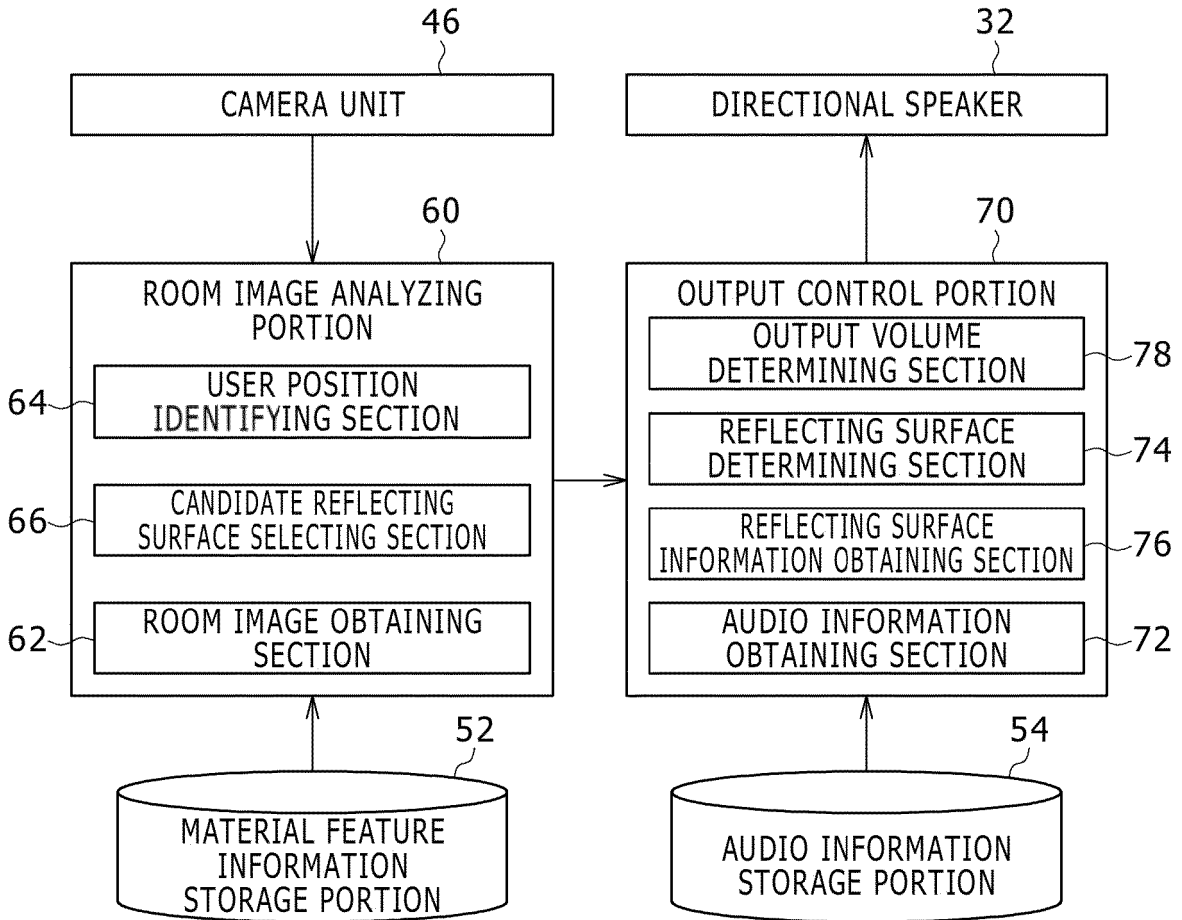 46
32
CAMERA UNIT
DIRECTIONAL SPEAKER
60
70
ROOM IMAGE ANALYZING
PORTION
64
USER POSITION
IDENTIFYING SECTION
66
CANDIDATE REFLECTING
SURFACE SELECTING SECTION
62
ROOM IMAGE OBTAINING
SECTION
OUTPUT CONTROL PORTION
OUTPUT VOLUME
DETERMINING SECTION
78
REFLECTING SURFACE
DETERMINING SECTION
74
REFLECTING SURFACE
INFORMATION OBTAINING SECTION
76
AUDIO INFORMATION
OBTAINING SECTION
72
52
MATERIAL FEATURE
INFORMATION
STORAGE PORTION
54
AUDIO INFORMATION
STORAGE PORTION